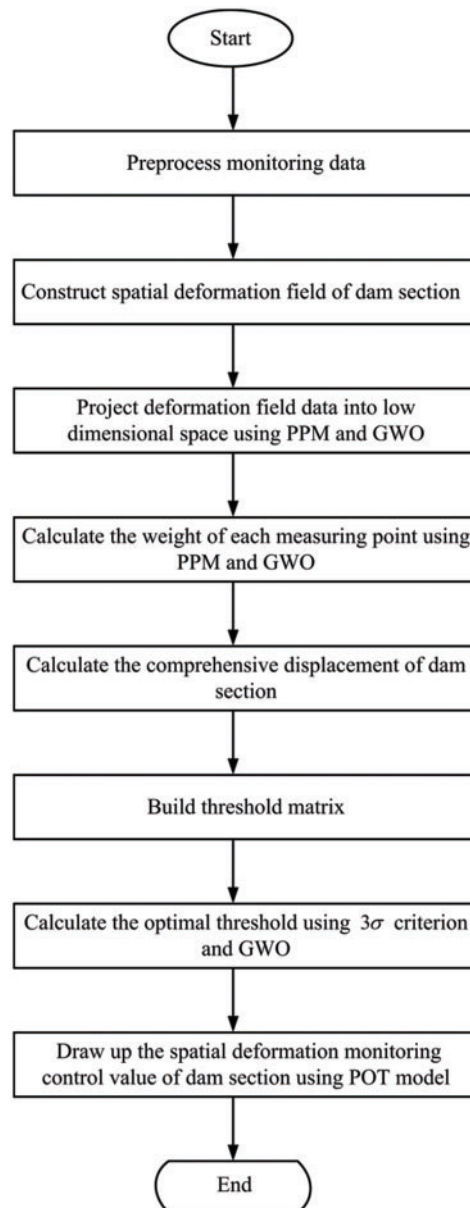 Start
Preprocess monitoring data
Construct spatial deformation field of dam section
Project deformation field data into low
dimensional space using PPM and GWO
Calculate the weight of each measuring point using
PPM and GWO
Calculate the comprehensive displacement of dam
section
Build threshold matrix
Calculate the optimal threshold using 3σ criterion
and GWO
Draw up the spatial deformation monitoring
control value of dam section using POT model
End